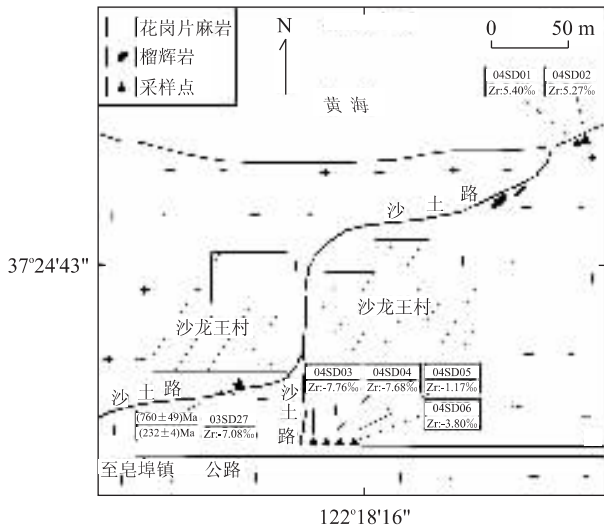 花岗片麻岩
榴辉岩
采样点
N
0 50 m
04SD01 04SD02
Zr:5.40‰ Zr:5.27‰
黄海
沙土路
37°24'43"
沙龙王村
沙龙王村
04SD03 04SD04 04SD05
Zr:-7.76‰ Zr:-7.68‰ Zr:-1.17‰
沙土路
沙土路
04SD06
Zr:-3.80‰
(760±49)Ma 03SD27
(232±4)Ma Zr:-7.08‰
至皂埠镇 公路
122°18'16"